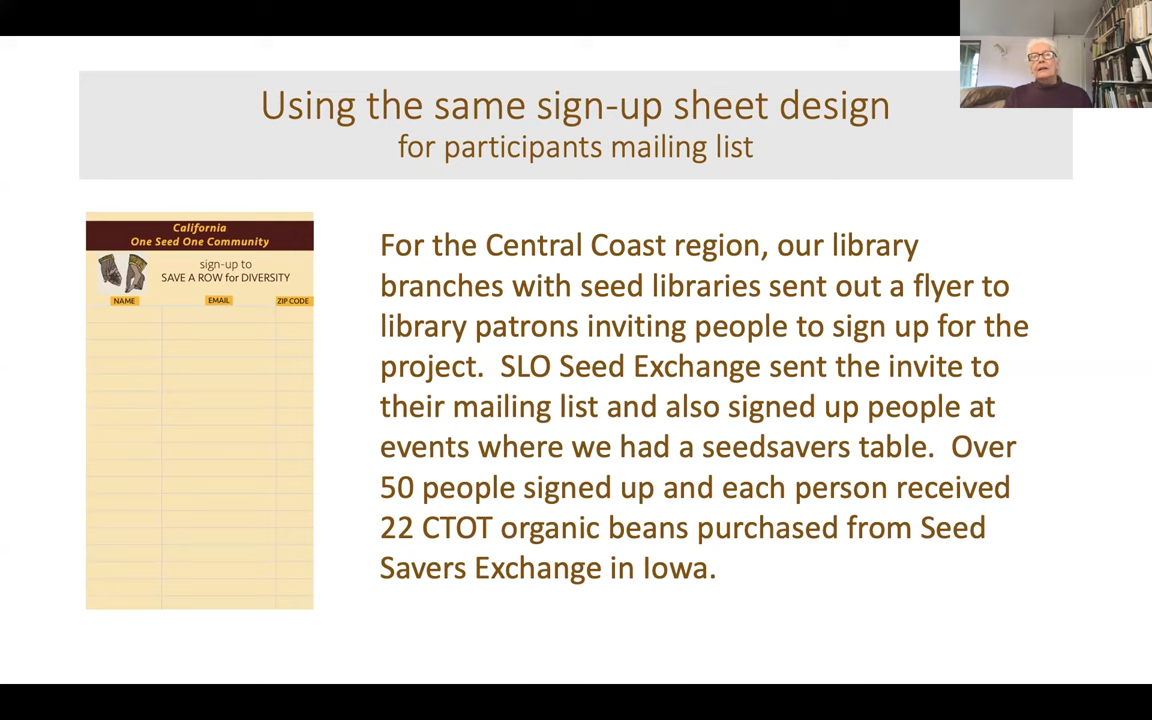 Using the same sign-up sheet design
for participants mailing list
California
One Seed One Community
sign-up to
SAVE A ROW for DIVERSITY
NAME EMAIL ZIP CODE
For the Central Coast region, our library
branches with seed libraries sent out a flyer to
library patrons inviting people to sign up for the
project.  SLO Seed Exchange sent the invite to
their mailing list and also signed up people at
events where we had a seedsavers table.  Over
50 people signed up and each person received
22 CTOT organic beans purchased from Seed
Savers Exchange in Iowa.